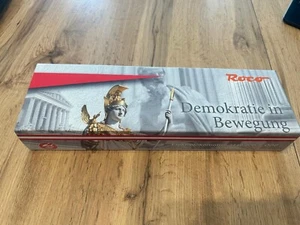 Roco
Demokratie in
Bewegung